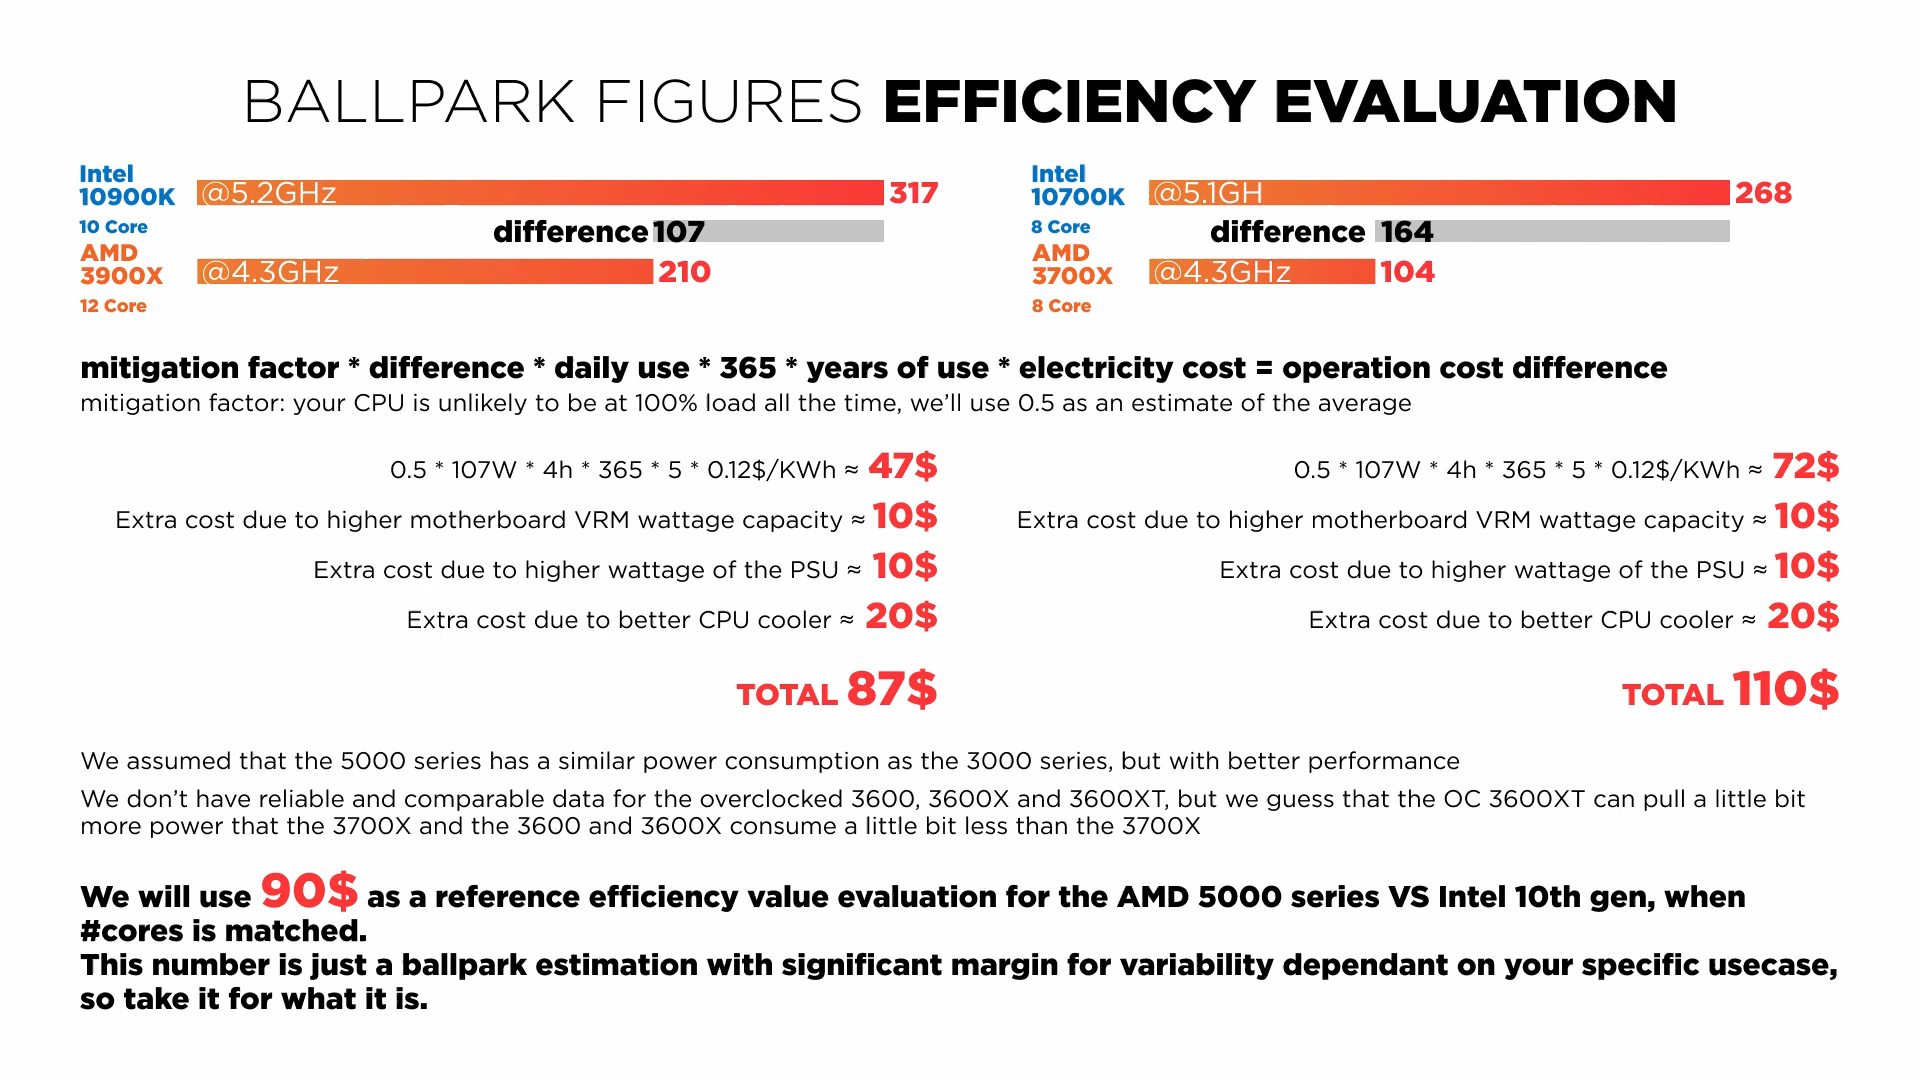 BALLPARK FIGURES EFFICIENCY EVALUATION
Intel
10900K
@5.2GHz
317
10 Core
difference 107
AMD
3900X
@4.3GHz
210
12 Core
Intel
10700K
@5.1GH
268
8 Core
difference 164
AMD
3700X
@4.3GHz
104
8 Core
mitigation factor * difference * daily use * 365 * years of use * electricity cost = operation cost difference
mitigation factor: your CPU is unlikely to be at 100% load all the time, we’ll use 0.5 as an estimate of the average
0.5 * 107W * 4h * 365 * 5 * 0.12$/KWh ≈ 47$
Extra cost due to higher motherboard VRM wattage capacity ≈ 10$
Extra cost due to higher wattage of the PSU ≈ 10$
Extra cost due to better CPU cooler ≈ 20$
TOTAL 87$
0.5 * 107W * 4h * 365 * 5 * 0.12$/KWh ≈ 72$
Extra cost due to higher motherboard VRM wattage capacity ≈ 10$
Extra cost due to higher wattage of the PSU ≈ 10$
Extra cost due to better CPU cooler ≈ 20$
TOTAL 110$
We assumed that the 5000 series has a similar power consumption as the 3000 series, but with better performance
We don’t have reliable and comparable data for the overclocked 3600, 3600X and 3600XT, but we guess that the OC 3600XT can pull a little bit
more power that the 3700X and the 3600 and 3600X consume a little bit less than the 3700X
We will use 90$ as a reference efficiency value evaluation for the AMD 5000 series VS Intel 10th gen, when
#cores is matched.
This number is just a ballpark estimation with significant margin for variability dependant on your specific usecase,
so take it for what it is.